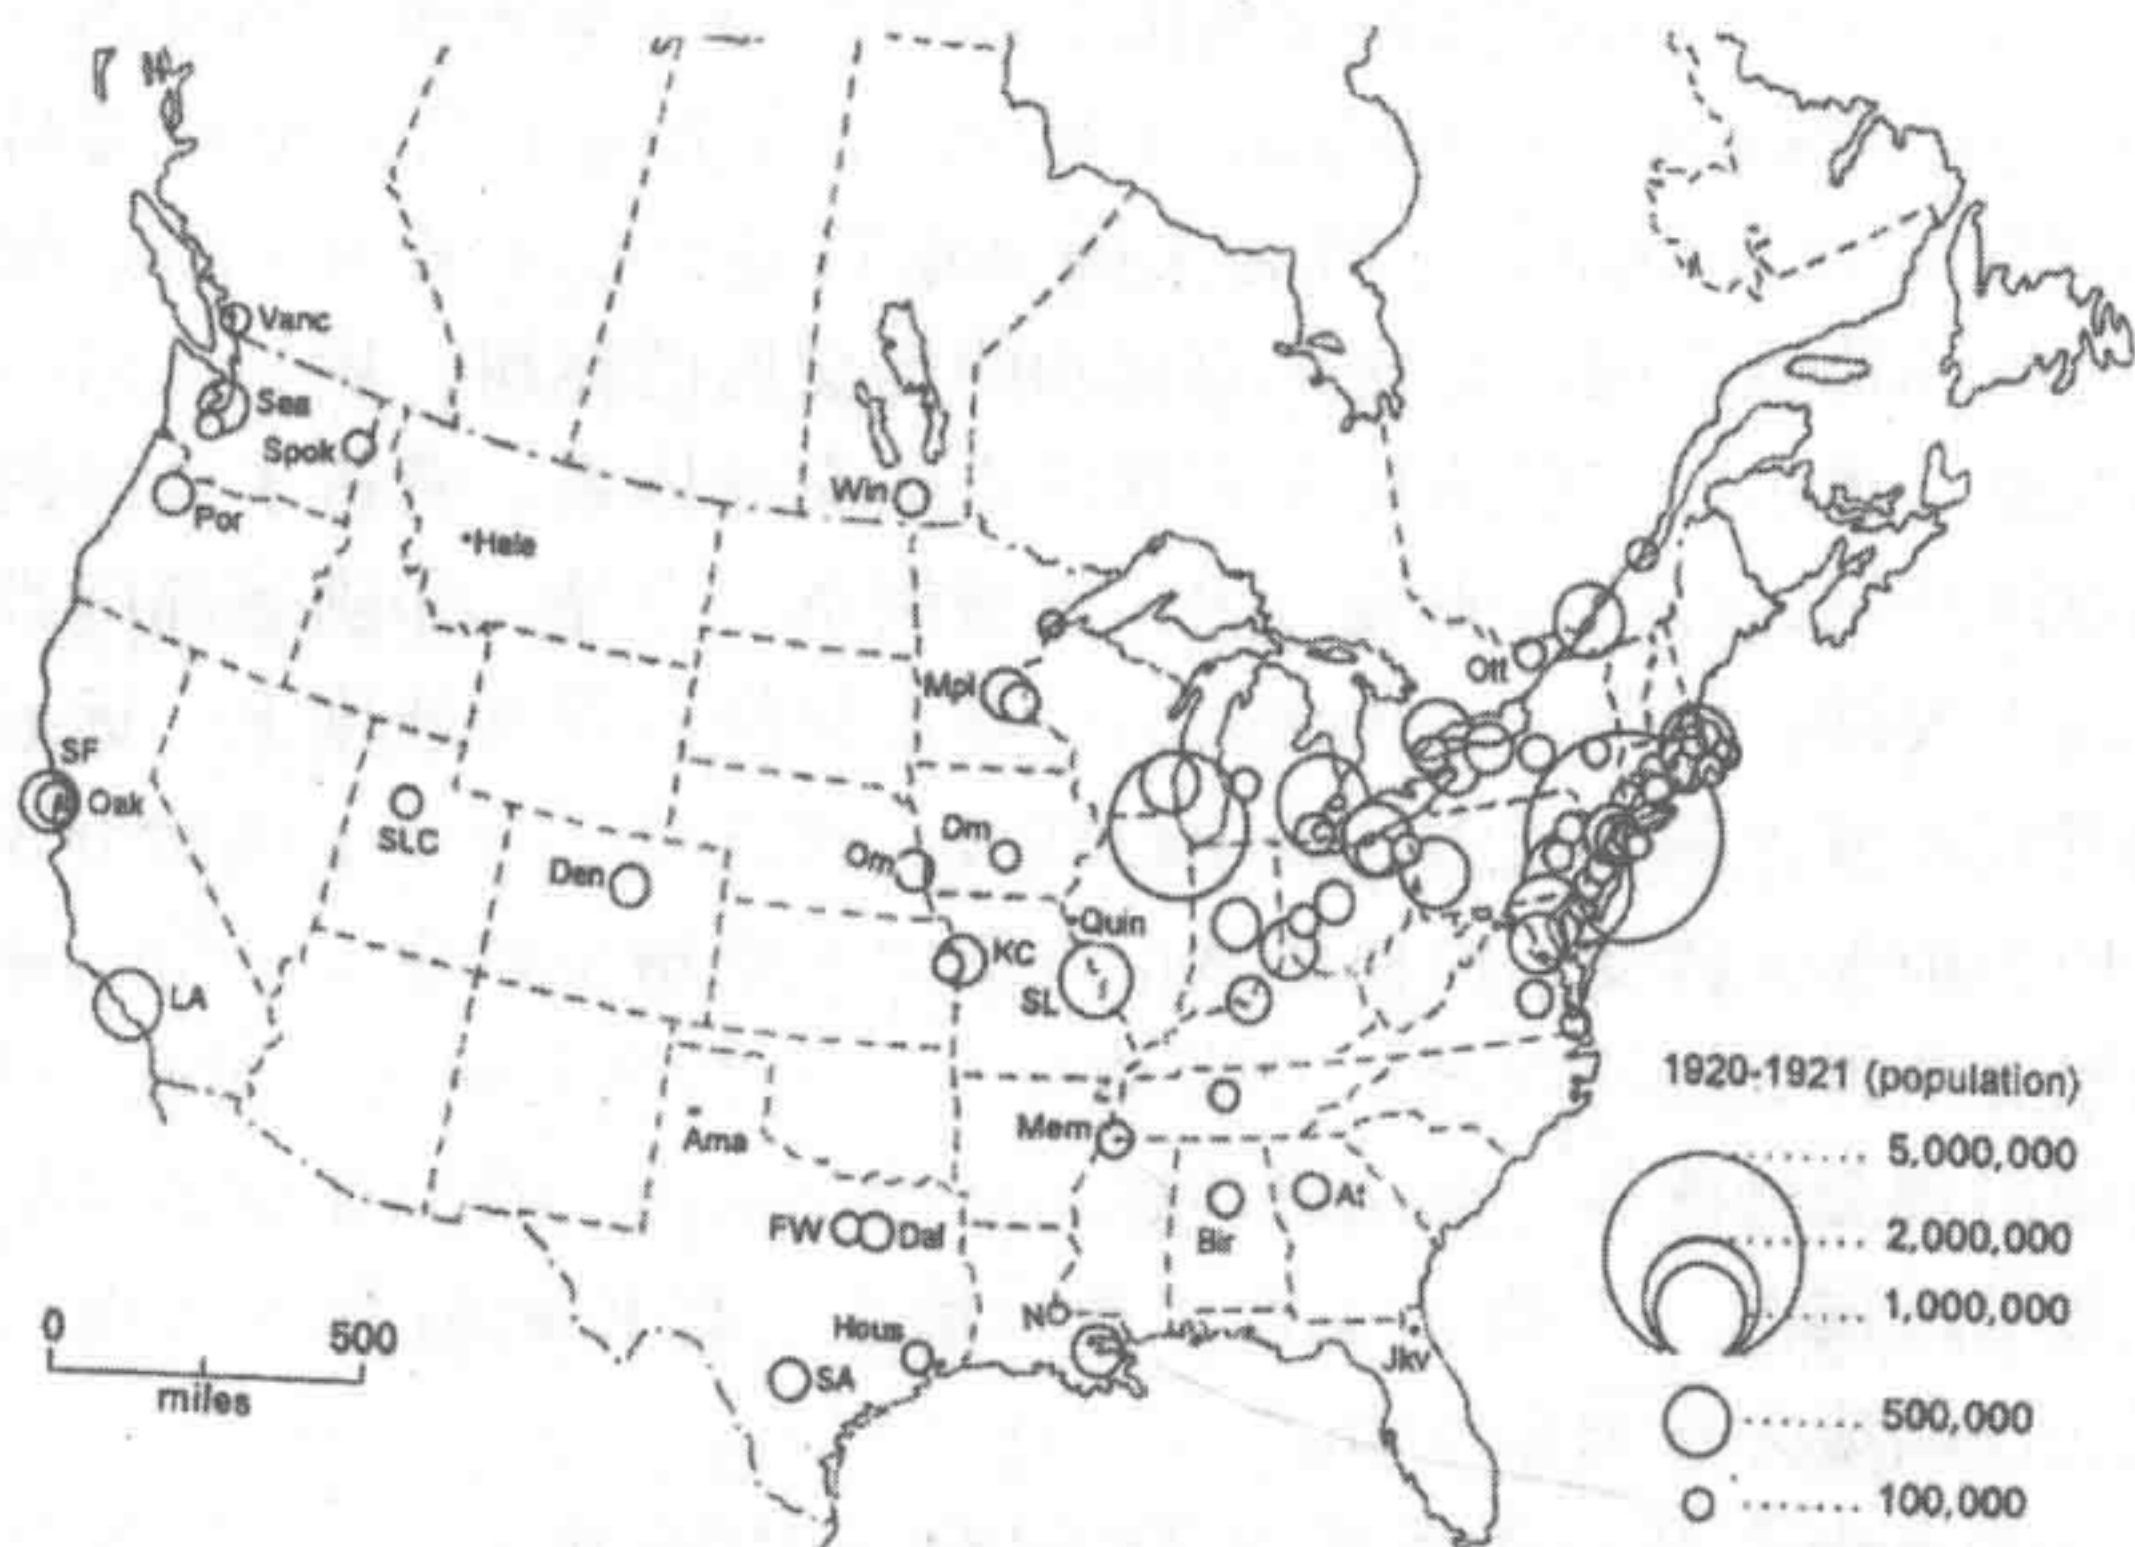 Vanc
Sea
Spok
Por
Win
Hele
Mpl
Ott
SF
Oak
SLC
Den
Om
Dm
Quin
KC
SL
LA
Ama
Mem
At
Bir
FW
Dal
NO
Hous
SA
Jkv
0 500
miles
1920-1921 (population)
5,000,000
2,000,000
1,000,000
500,000
100,000